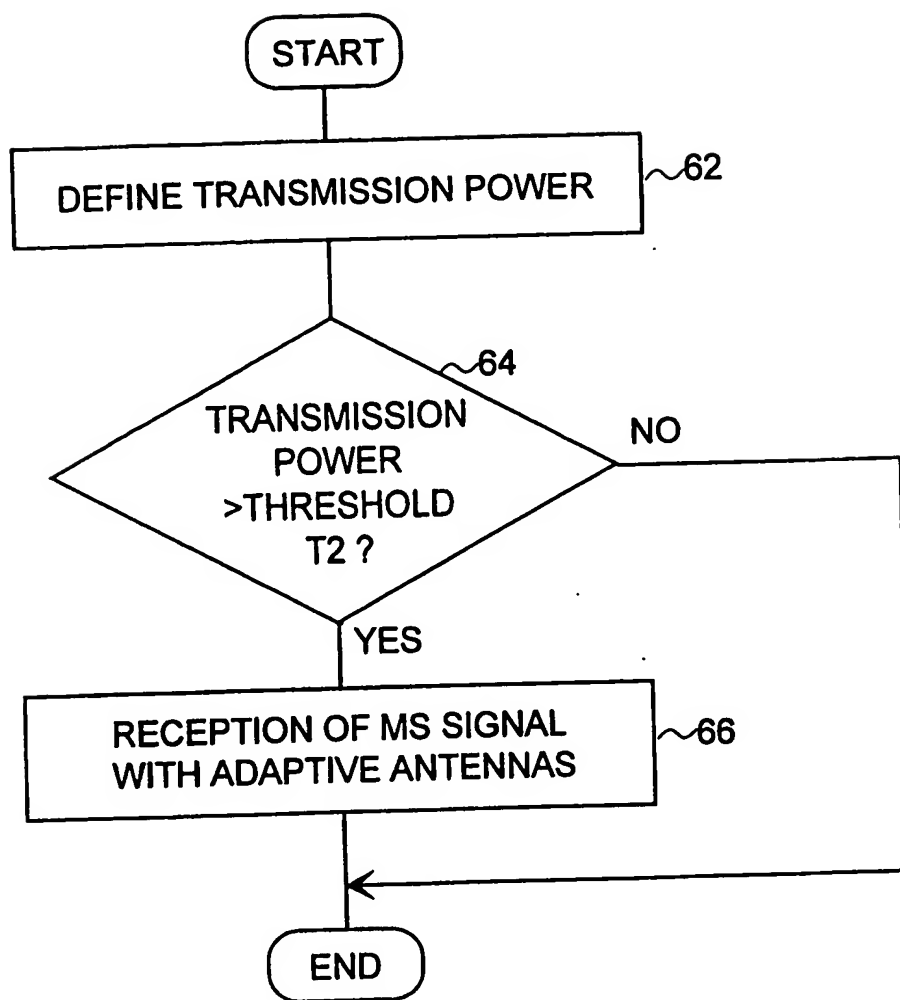 START
DEFINE TRANSMISSION POWER
62
64
TRANSMISSION
POWER
>THRESHOLD
T2 ?
NO
YES
RECEPTION OF MS SIGNAL
WITH ADAPTIVE ANTENNAS
66
END